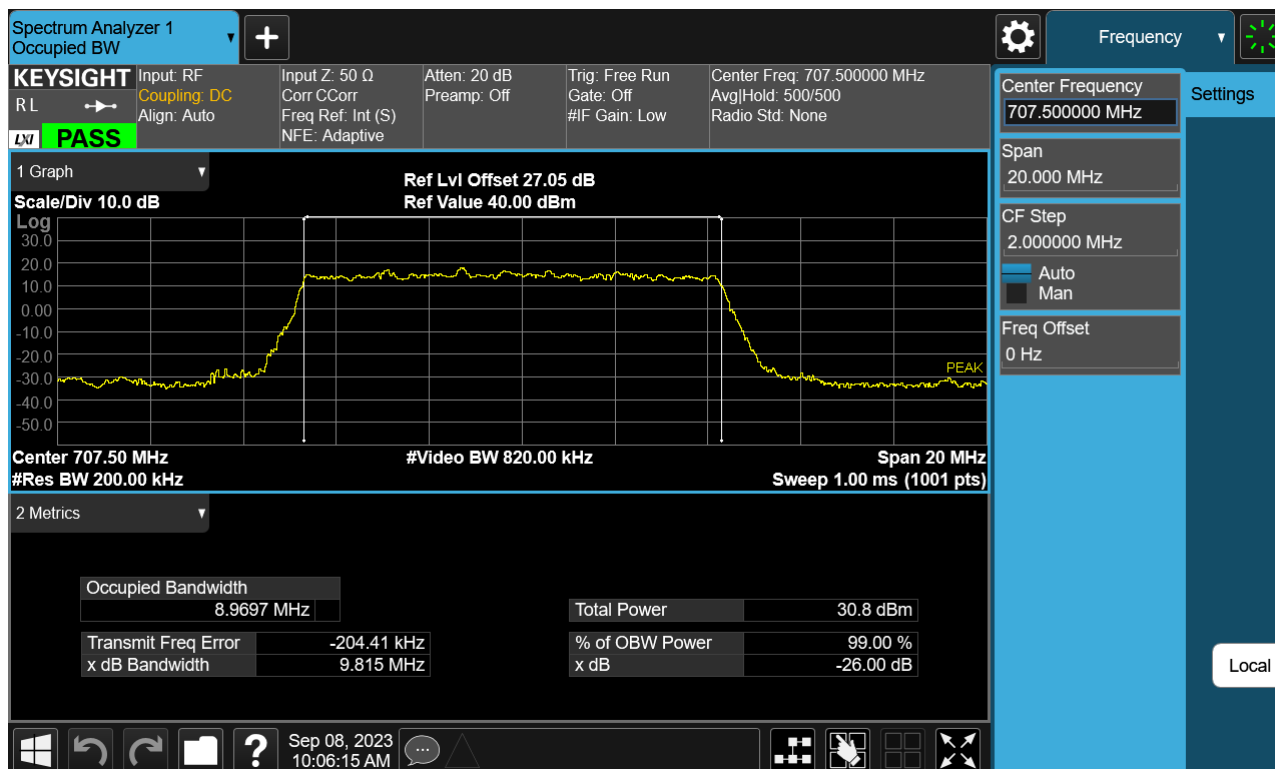 Spectrum Analyzer 1
Occupied BW
+
Frequency
KEYSIGHT
R L
LXI
PASS
Input: RF
Coupling: DC
Align: Auto
Input Z: 50 Ω
Corr CCorr
Freq Ref: Int (S)
NFE: Adaptive
Atten: 20 dB
Preamp: Off
Trig: Free Run
Gate: Off
#IF Gain: Low
Center Freq: 707.500000 MHz
Avg|Hold: 500/500
Radio Std: None
1 Graph
Scale/Div 10.0 dB
Ref Lvl Offset 27.05 dB
Ref Value 40.00 dBm
Log
30.0
20.0
10.0
0.00
-10.0
-20.0
-30.0
-40.0
-50.0
PEAK
Center 707.50 MHz
#Video BW 820.00 kHz
Span 20 MHz
#Res BW 200.00 kHz
Sweep 1.00 ms (1001 pts)
2 Metrics
Occupied Bandwidth
8.9697 MHz
Total Power 30.8 dBm
Transmit Freq Error -204.41 kHz
% of OBW Power 99.00 %
x dB Bandwidth 9.815 MHz
x dB -26.00 dB
Center Frequency
707.500000 MHz
Settings
Span
20.000 MHz
CF Step
2.000000 MHz
Auto
Man
Freq Offset
0 Hz
Local
?
Sep 08, 2023
10:06:15 AM